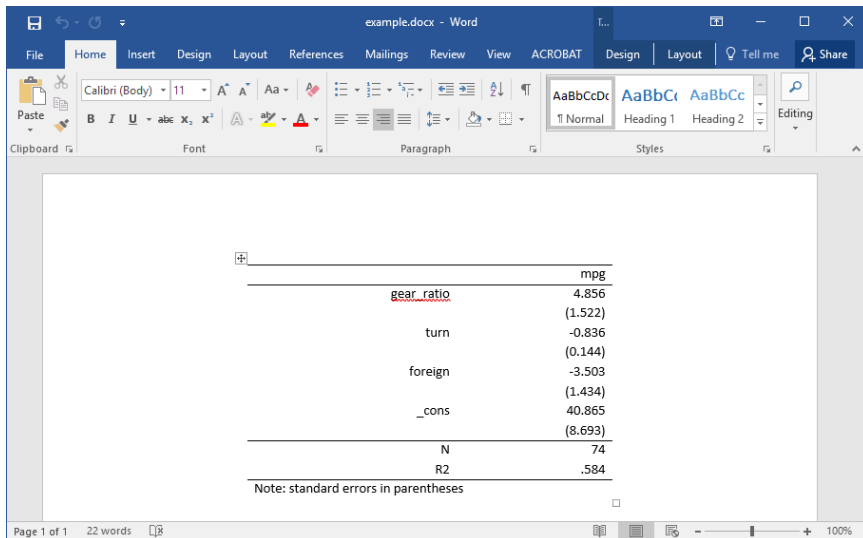 example.docx - Word
T...
File Home Insert Design Layout References Mailings Review View ACROBAT Design Layout Tell me Share
Paste
Calibri (Body) 11 A A Aa
B I U abc x₂ x² A aby A
AaBbCcDc AaBbCc AaBbCc
¶ Normal Heading 1 Heading 2
Editing
Clipboard Font Paragraph Styles
mpg
gear_ratio 4.856
(1.522)
turn -0.836
(0.144)
foreign -3.503
(1.434)
_cons 40.865
(8.693)
N 74
R2 .584
Note: standard errors in parentheses
Page 1 of 1 22 words 100%